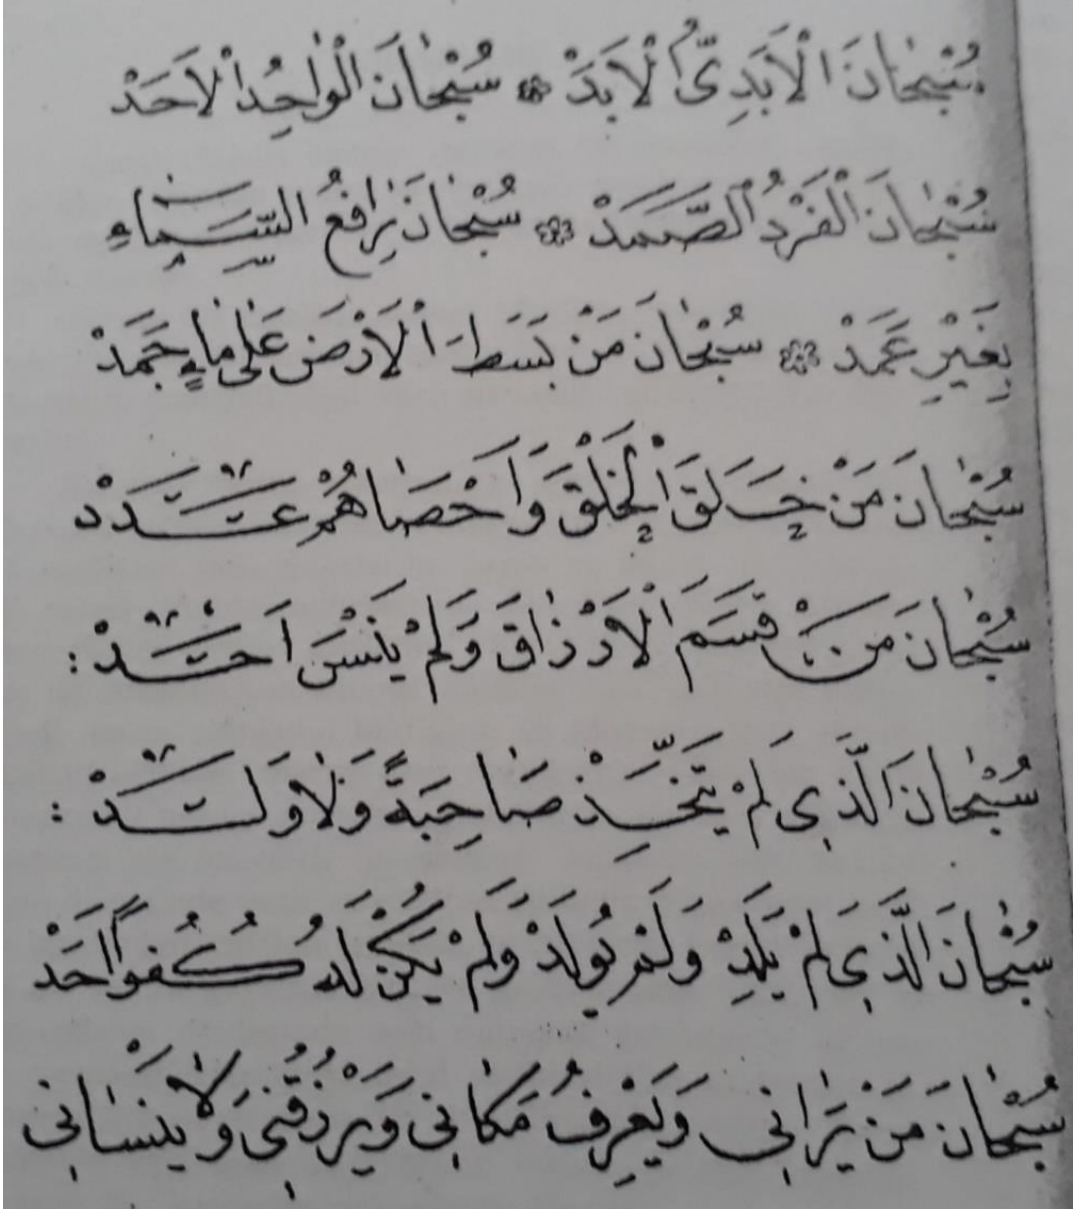 سُبْحَانَ الْاَبَدِىِّ الْاَبَدْ ۞ سُبْحَانَ الْوَاحِدِ الْاَحَدْ
سُبْحَانَ الْفَرْدِ الصَّمَدْ ۞ سُبْحَانَ رَافِعِ السَّمَاءِ
بِغَيْرِ عَمَدْ ۞ سُبْحَانَ مَنْ بَسَطَ الْاَرْضَ عَلٰى مَاءٍ جَمَدْ
سُبْحَانَ مَنْ خَلَقَ الْخَلْقَ وَاَحْصَاهُمْ عَدَدْ
سُبْحَانَ مَنْ قَسَمَ الْاَرْزَاقَ وَلَمْ يَنْسَ اَحَدْ :
سُبْحَانَ الَّذِى لَمْ يَتَّخِذْ صَاحِبَةً وَلَا وَلَدْ :
سُبْحَانَ الَّذِى لَمْ يَلِدْ وَلَمْ يُولَدْ وَلَمْ يَكُنْ لَهُ كُفُوًا اَحَدْ
سُبْحَانَ مَنْ يَرَانِى وَيَعْرِفُ مَكَانِى وَيَرْزُقُنِى وَلَا يَنْسَانِى